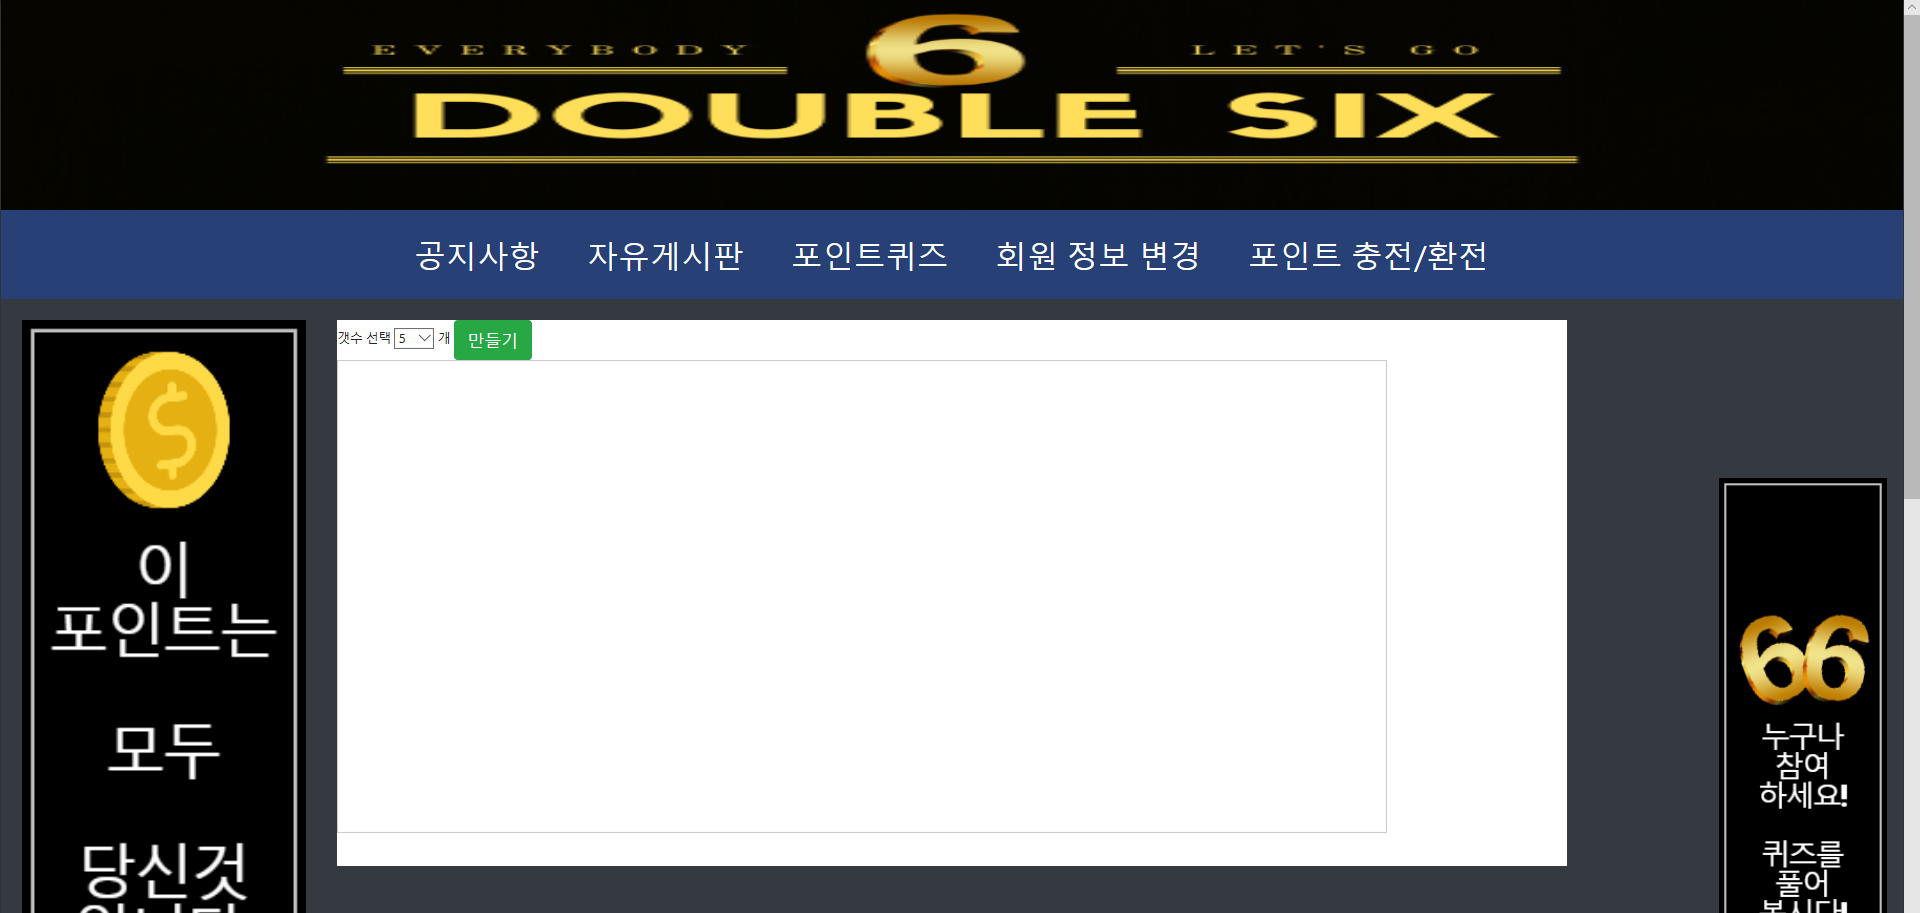 EVERYBODY 6 LET'S GO
DOUBLE SIX
공지사항 자유게시판 포인트퀴즈 회원 정보 변경 포인트 충전/환전
갯수 선택 5 개 만들기
이
포인트는
모두
당신것
66
누구나
참여
하세요!
퀴즈를
풀어